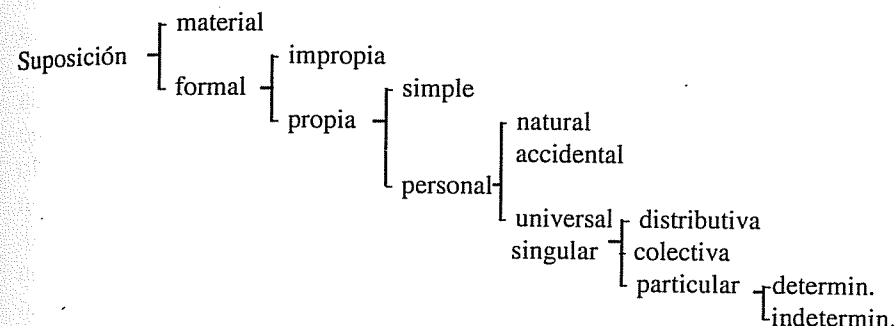 material
Suposición
impropia
formal
simple
propia
natural
accidental
personal
universal distributiva
singular colectiva
particular determin.
indetermin.